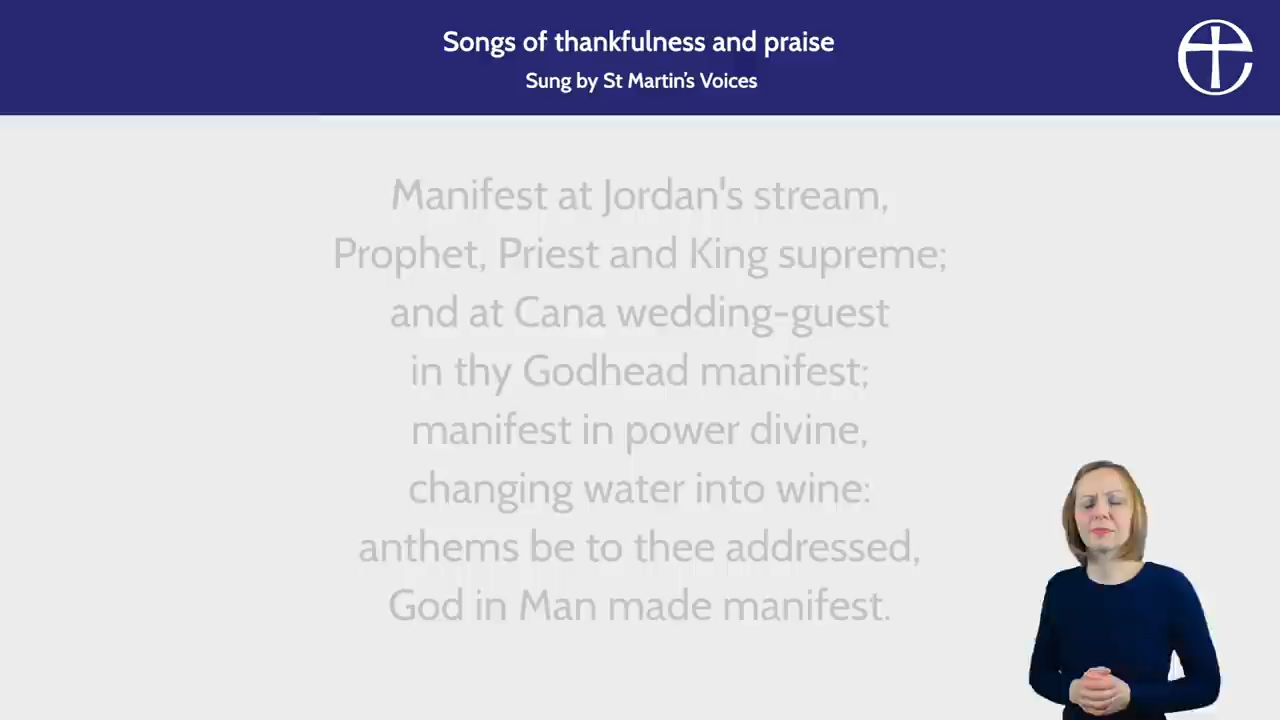 Songs of thankfulness and praise
Sung by St Martin's Voices
Manifest at Jordan's stream,
Prophet, Priest and King supreme;
and at Cana wedding-guest
in thy Godhead manifest;
manifest in power divine,
changing water into wine:
anthems be to thee addressed,
God in Man made manifest.